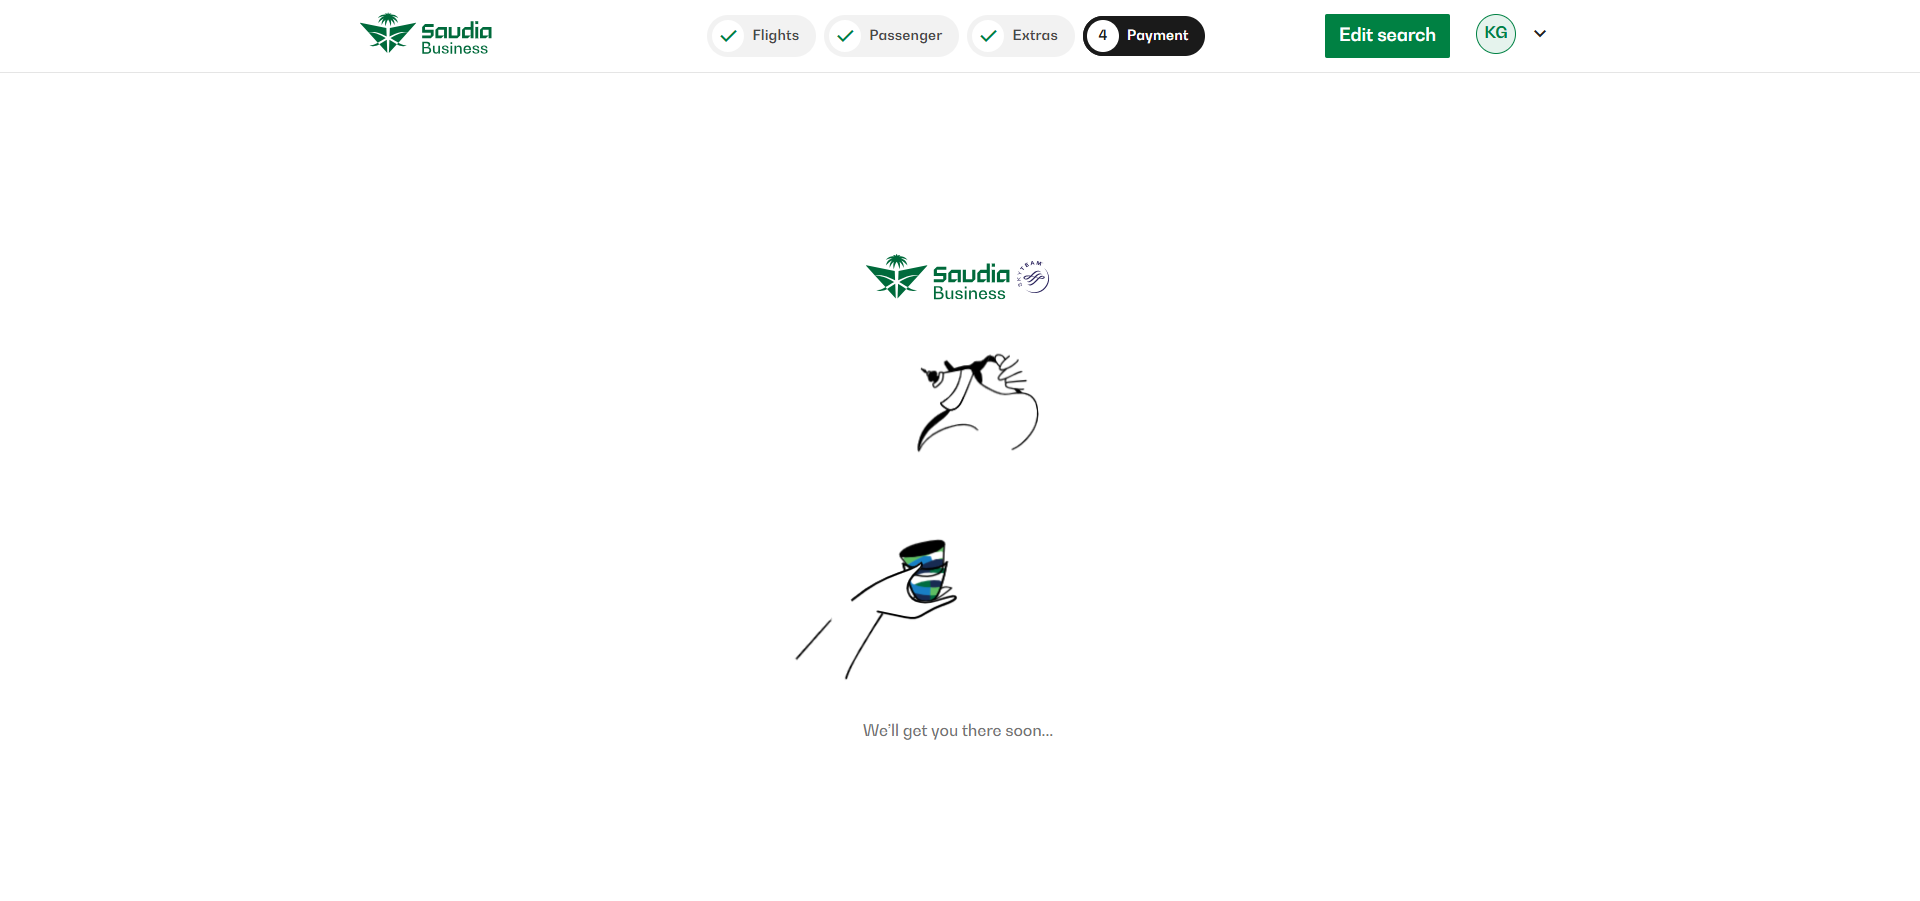 Saudia
Business
Flights
Passenger
Extras
4 Payment
Edit search
KG
Saudia
Business
SKYTEAM
We'll get you there soon...